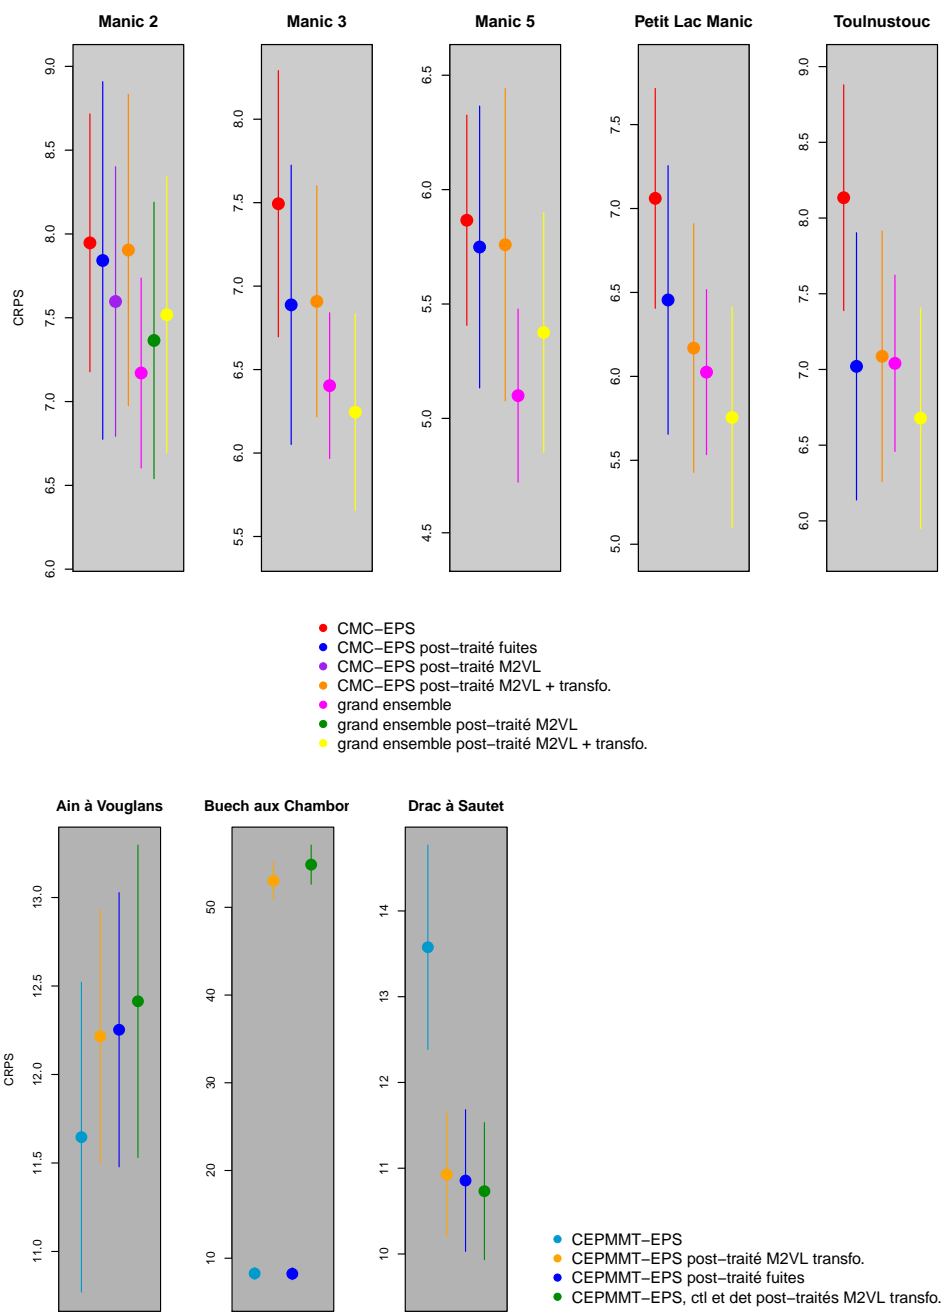 Manic 2
Manic 3
Manic 5
Petit Lac Manic
Toulnustouc
CRPS
9.0
8.5
8.0
7.5
7.0
6.5
6.0
8.0
7.5
7.0
6.5
6.0
5.5
6.5
6.0
5.5
5.0
4.5
7.5
7.0
6.5
6.0
5.5
5.0
9.0
8.5
8.0
7.5
7.0
6.5
6.0
CMC−EPS
CMC−EPS post−traité fuites
CMC−EPS post−traité M2VL
CMC−EPS post−traité M2VL + transfo.
grand ensemble
grand ensemble post−traité M2VL
grand ensemble post−traité M2VL + transfo.
Ain à Vouglans
Buech aux Chambor
Drac à Sautet
CRPS
13.0
12.5
12.0
11.5
11.0
50
40
30
20
10
14
13
12
11
10
CEPMMT−EPS
CEPMMT−EPS post−traité M2VL transfo.
CEPMMT−EPS post−traité fuites
CEPMMT−EPS, ctl et det post−traités M2VL transfo.